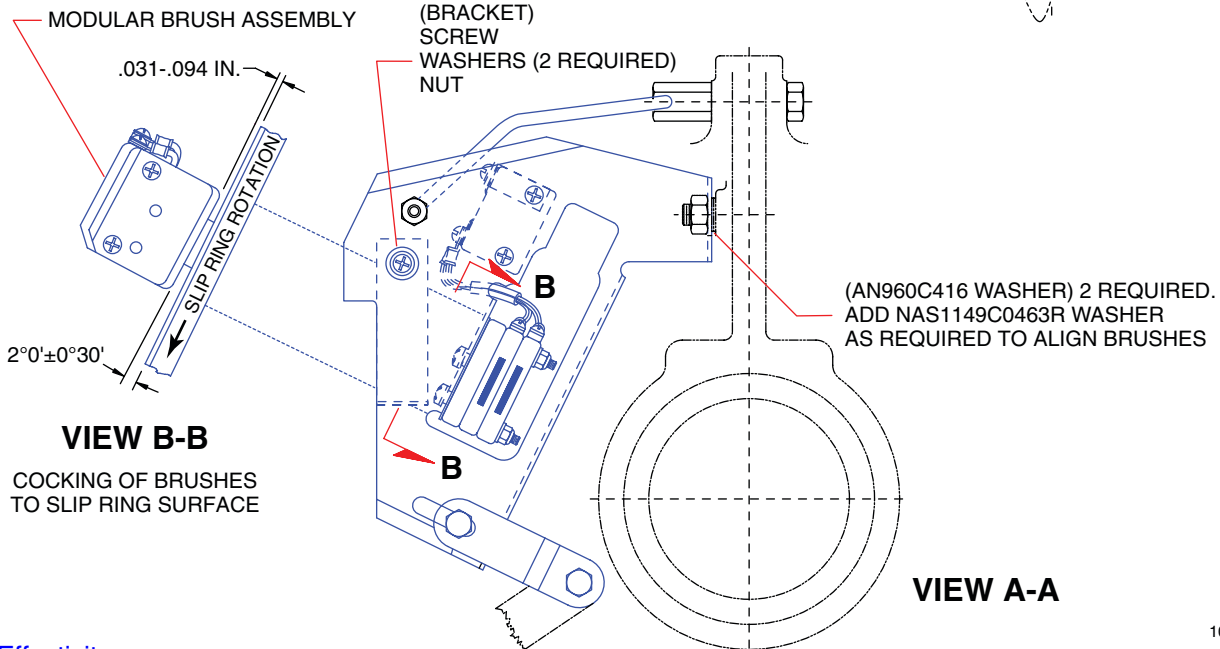 MODULAR BRUSH ASSEMBLY
(BRACKET)
SCREW
WASHERS (2 REQUIRED)
NUT
.031-.094 IN.
SLIP RING ROTATION
B
(AN960C416 WASHER) 2 REQUIRED.
ADD NAS1149C0463R WASHER
AS REQUIRED TO ALIGN BRUSHES
2°0'±0°30'
VIEW B-B
B
COCKING OF BRUSHES
TO SLIP RING SURFACE
VIEW A-A